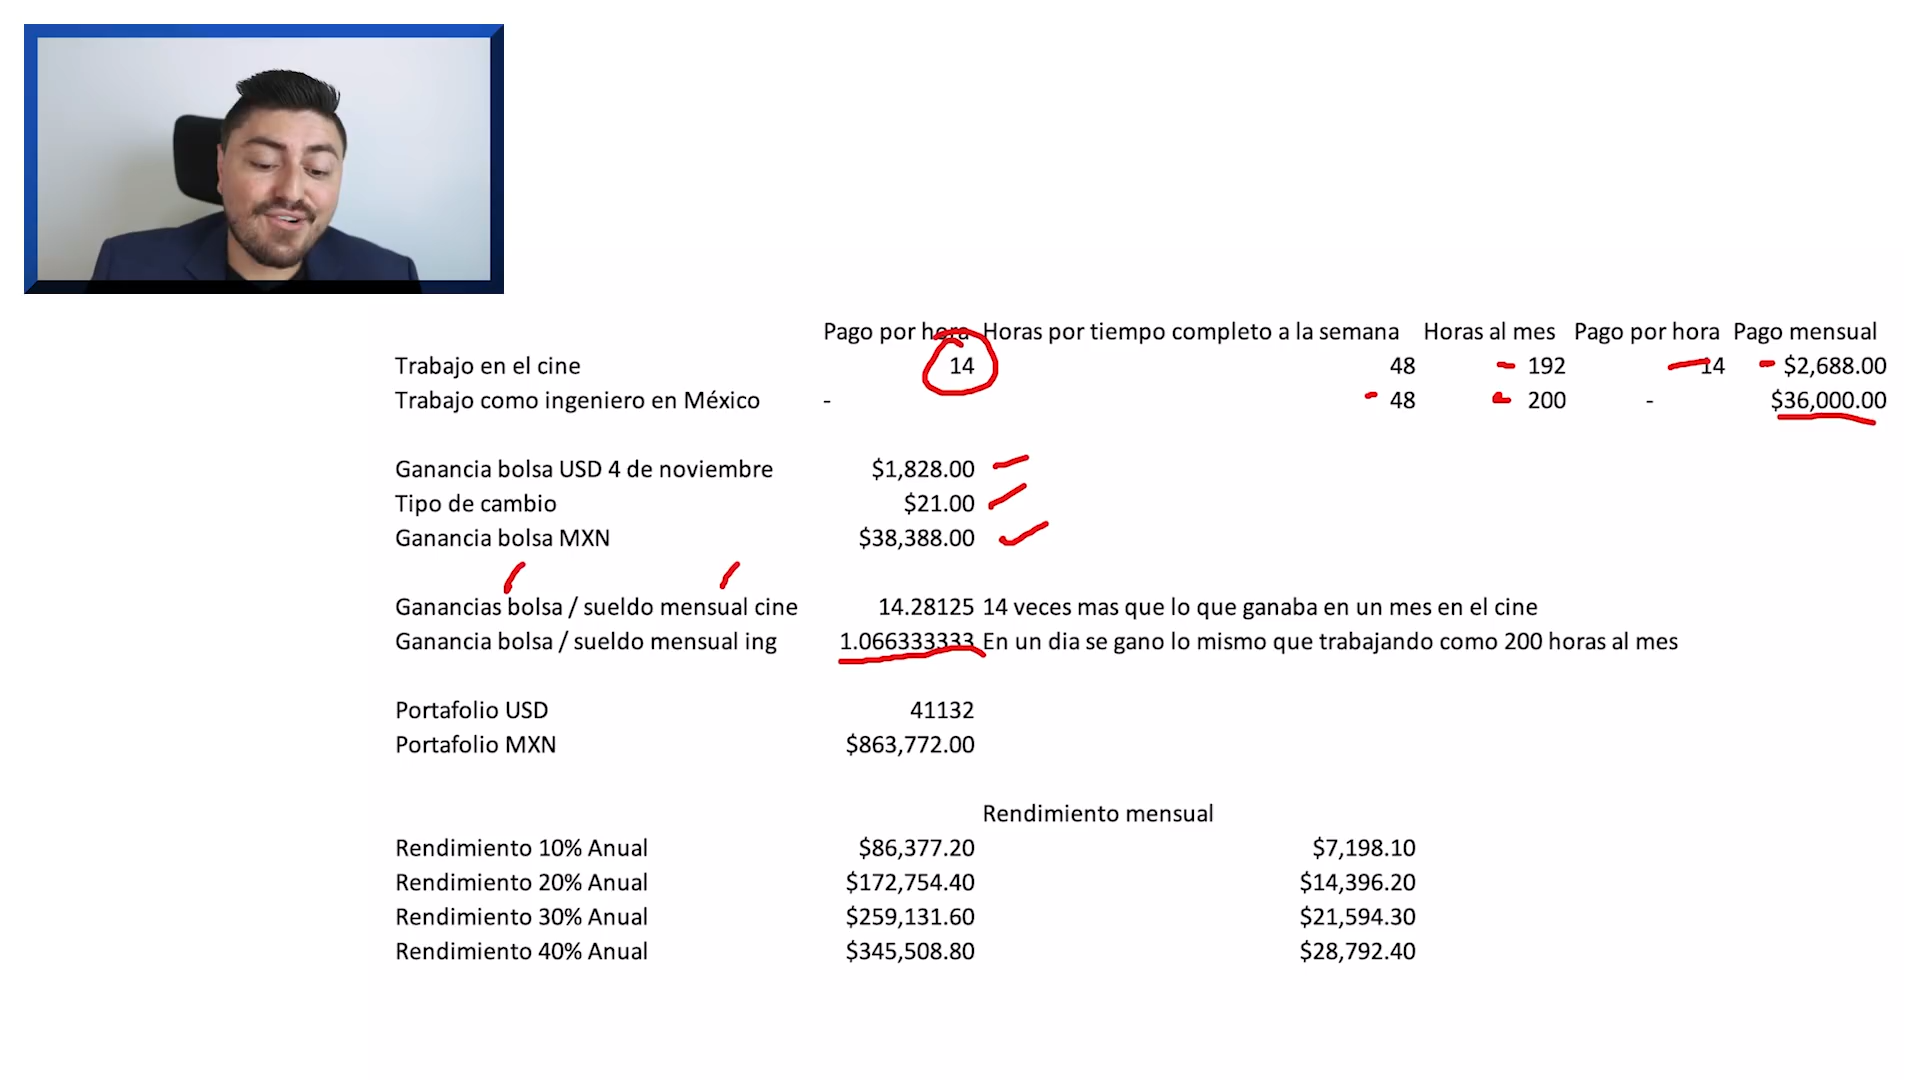 Pago por hora Horas por tiempo completo a la semana Horas al mes Pago por hora Pago mensual
Trabajo en el cine 14 48 192 14 $2,688.00
Trabajo como ingeniero en México - 48 200 - $36,000.00
Ganancia bolsa USD 4 de noviembre $1,828.00
Tipo de cambio $21.00
Ganancia bolsa MXN $38,388.00
Ganancias bolsa / sueldo mensual cine 14.28125 14 veces mas que lo que ganaba en un mes en el cine
Ganancia bolsa / sueldo mensual ing 1.066333333 En un dia se gano lo mismo que trabajando como 200 horas al mes
Portafolio USD 41132
Portafolio MXN $863,772.00
Rendimiento mensual
Rendimiento 10% Anual $86,377.20 $7,198.10
Rendimiento 20% Anual $172,754.40 $14,396.20
Rendimiento 30% Anual $259,131.60 $21,594.30
Rendimiento 40% Anual $345,508.80 $28,792.40